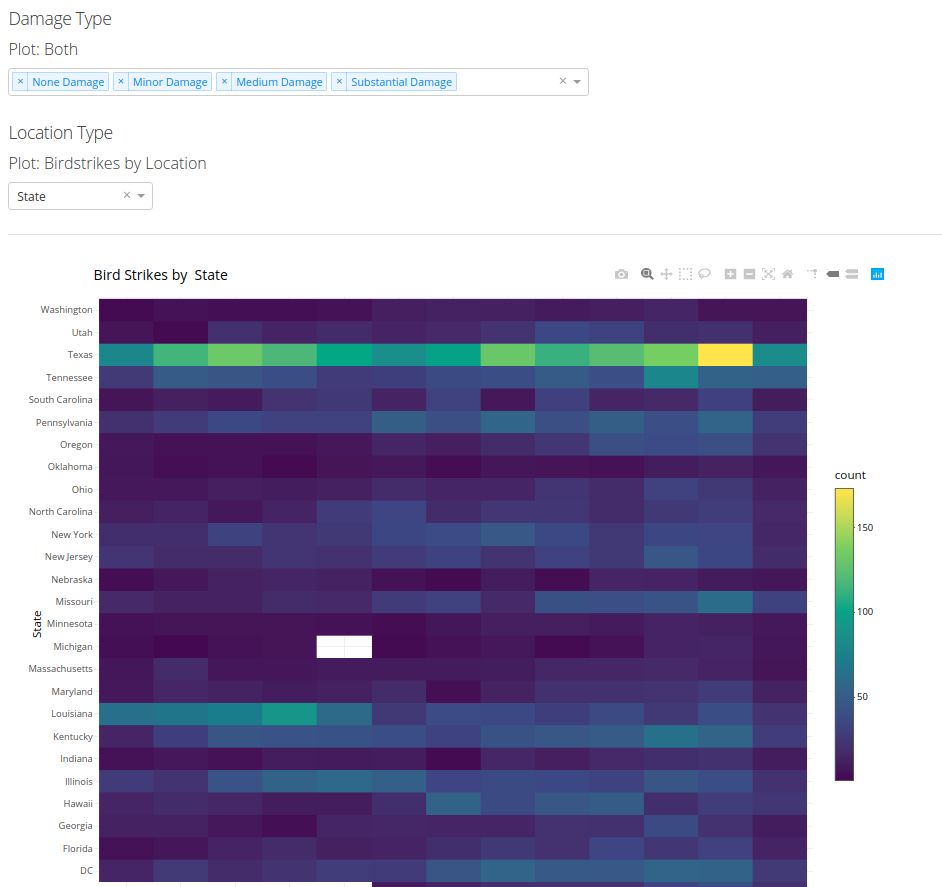 Damage Type
Plot: Both
× None Damage × Minor Damage × Medium Damage × Substantial Damage ×
Location Type
Plot: Birdstrikes by Location
State ×
Bird Strikes by State
Washington
Utah
Texas
Tennessee
South Carolina
Pennsylvania
Oregon
Oklahoma
Ohio
North Carolina
New York
New Jersey
Nebraska
Missouri
Minnesota
Michigan
Massachusetts
Maryland
Louisiana
Kentucky
Indiana
Illinois
Hawaii
Georgia
Florida
DC
State
count
150
100
50